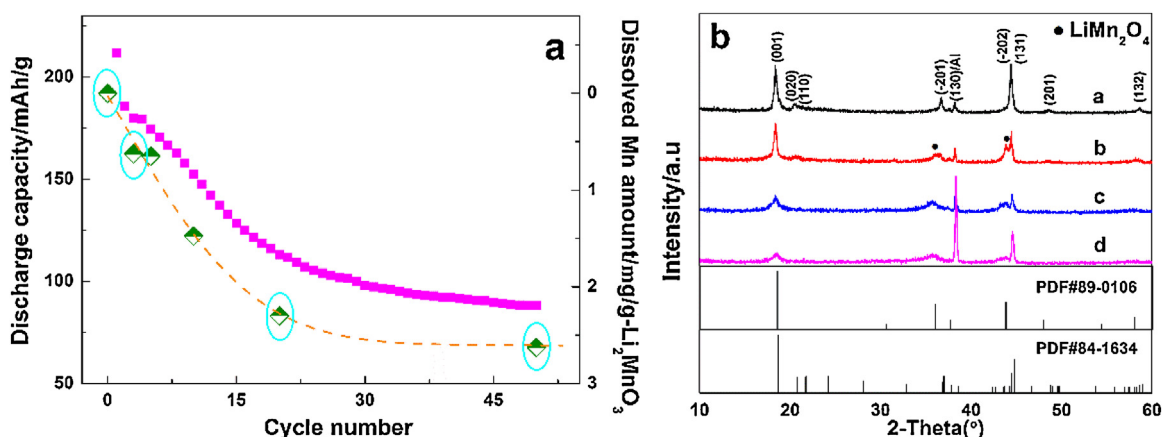 a
Discharge capacity/mAh/g
200
150
100
50
0
15
30
45
Cycle number
0
1
2
3
Dissolved Mn amount/mg/g-Li₂MnO₃
b
● LiMn₂O₄
(001)
(020)
(110)
(-201)
(130)/Al
(-202)
(131)
(201)
(132)
a
b
c
d
PDF#89-0106
PDF#84-1634
Intensity/a.u
10
20
30
40
50
60
2-Theta(°)